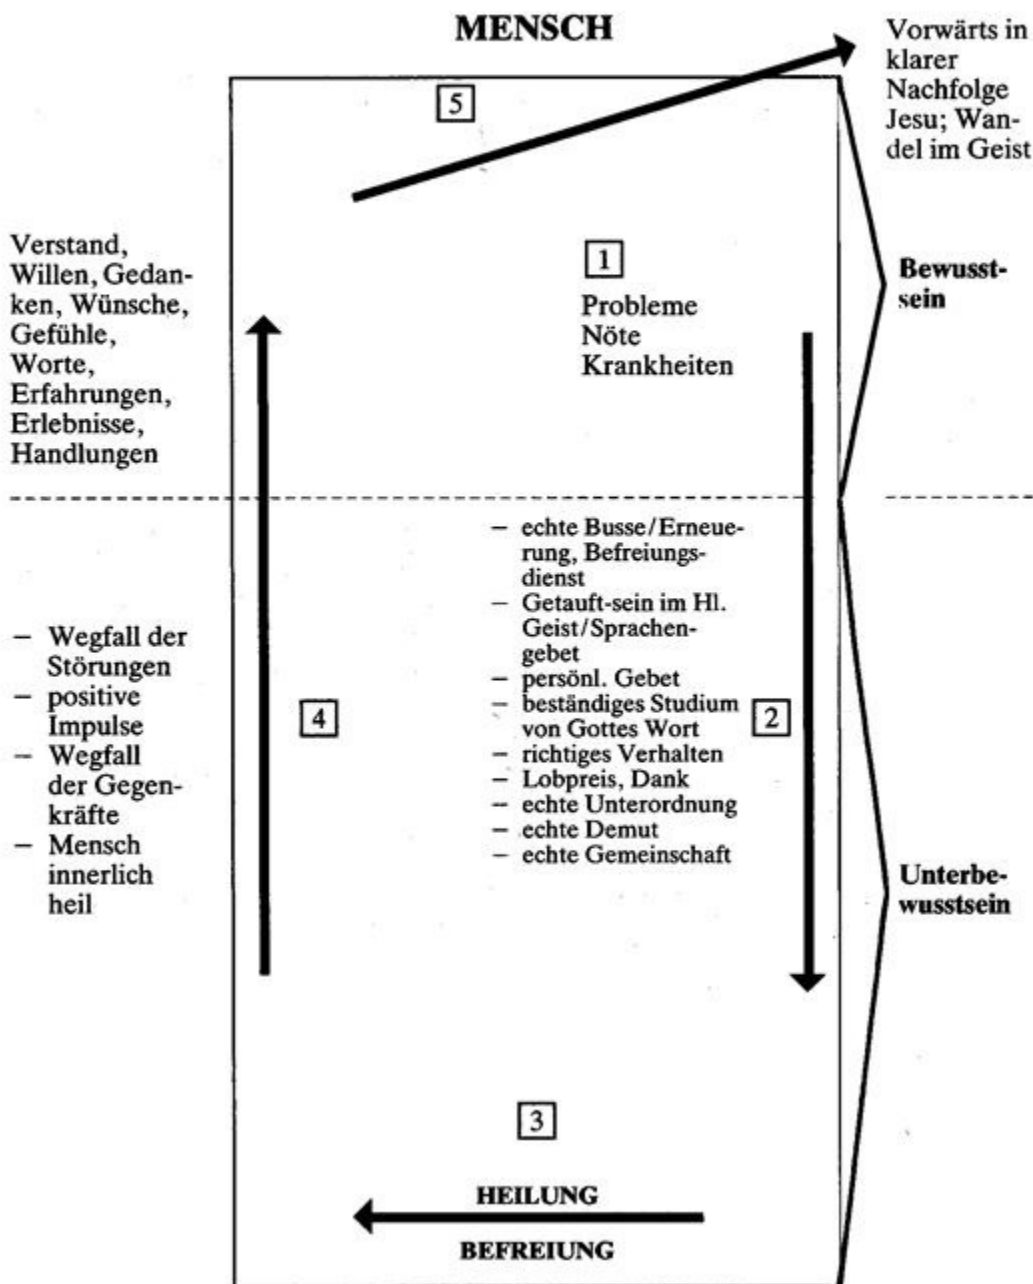 MENSCH
Vorwärts in
klarer
Nachfolge
Jesu; Wan-
del im Geist
5
Verstand,
Willen, Gedan-
ken, Wünsche,
Gefühle,
Worte,
Erfahrungen,
Erlebnisse,
Handlungen
1
Probleme
Nöte
Krankheiten
Bewusst-
sein
– echte Busse/Erneue-
rung, Befreiungs-
dienst
– Getauft-sein im Hl.
Geist/Sprachen-
gebet
– persönl. Gebet
– beständiges Studium
von Gottes Wort
– richtiges Verhalten
– Lobpreis, Dank
– echte Unterordnung
– echte Demut
– echte Gemeinschaft
2
– Wegfall der
Störungen
– positive
Impulse
– Wegfall
der Gegen-
kräfte
– Mensch
innerlich
heil
4
Unterbe-
wusstsein
3
HEILUNG
BEFREIUNG